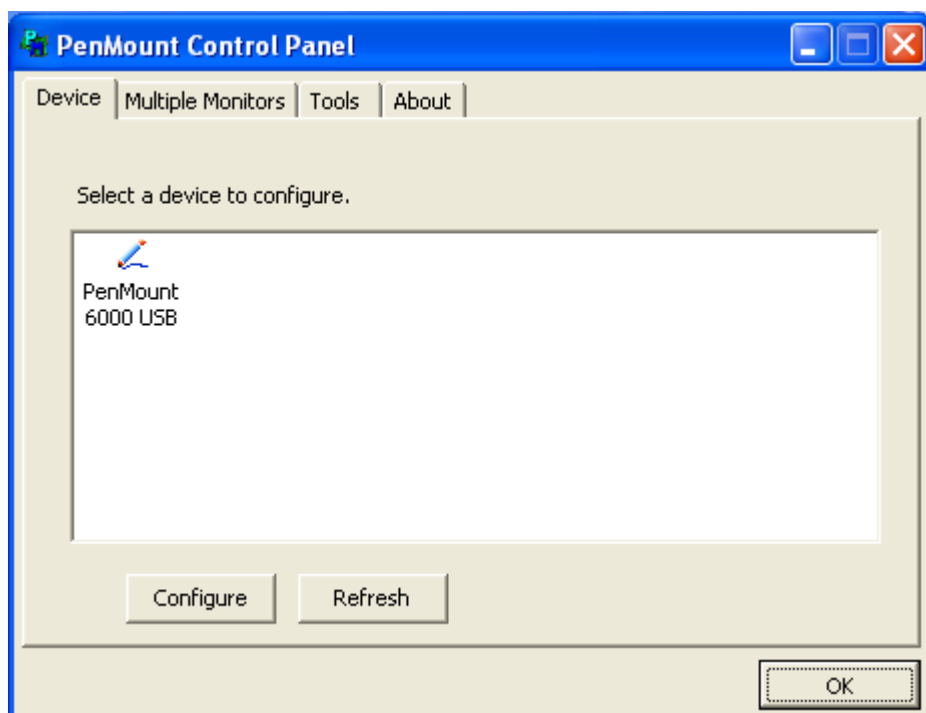 PenMount Control Panel
Device Multiple Monitors Tools About
Select a device to configure.
PenMount
6000 USB
Configure Refresh
OK